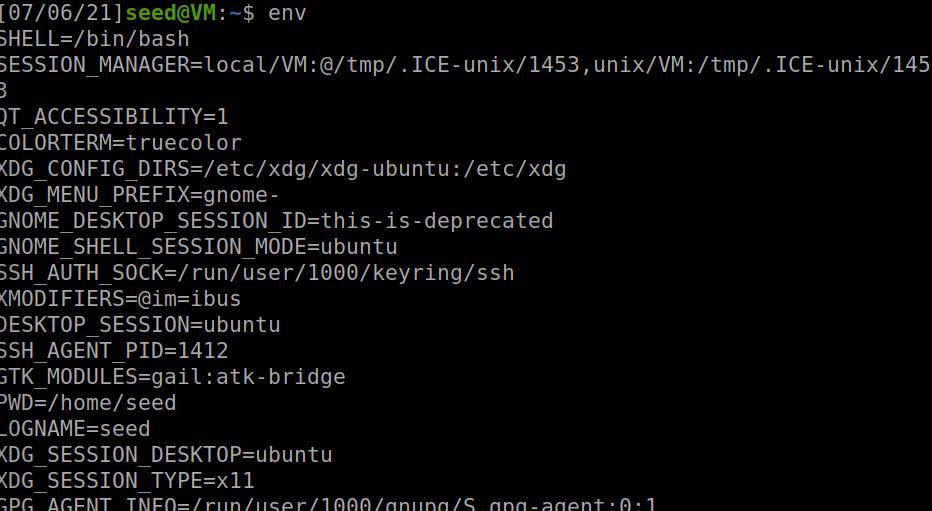 [07/06/21]seed@VM:~$ env
SHELL=/bin/bash
SESSION_MANAGER=local/VM:@/tmp/.ICE-unix/1453,unix/VM:/tmp/.ICE-unix/145
3
QT_ACCESSIBILITY=1
COLORTERM=truecolor
XDG_CONFIG_DIRS=/etc/xdg/xdg-ubuntu:/etc/xdg
XDG_MENU_PREFIX=gnome-
GNOME_DESKTOP_SESSION_ID=this-is-deprecated
GNOME_SHELL_SESSION_MODE=ubuntu
SSH_AUTH_SOCK=/run/user/1000/keyring/ssh
XMODIFIERS=@im=ibus
DESKTOP_SESSION=ubuntu
SSH_AGENT_PID=1412
GTK_MODULES=gail:atk-bridge
PWD=/home/seed
LOGNAME=seed
XDG_SESSION_DESKTOP=ubuntu
XDG_SESSION_TYPE=x11
GPG_AGENT_INFO=/run/user/1000/gnupg/S.gpg-agent:0:1